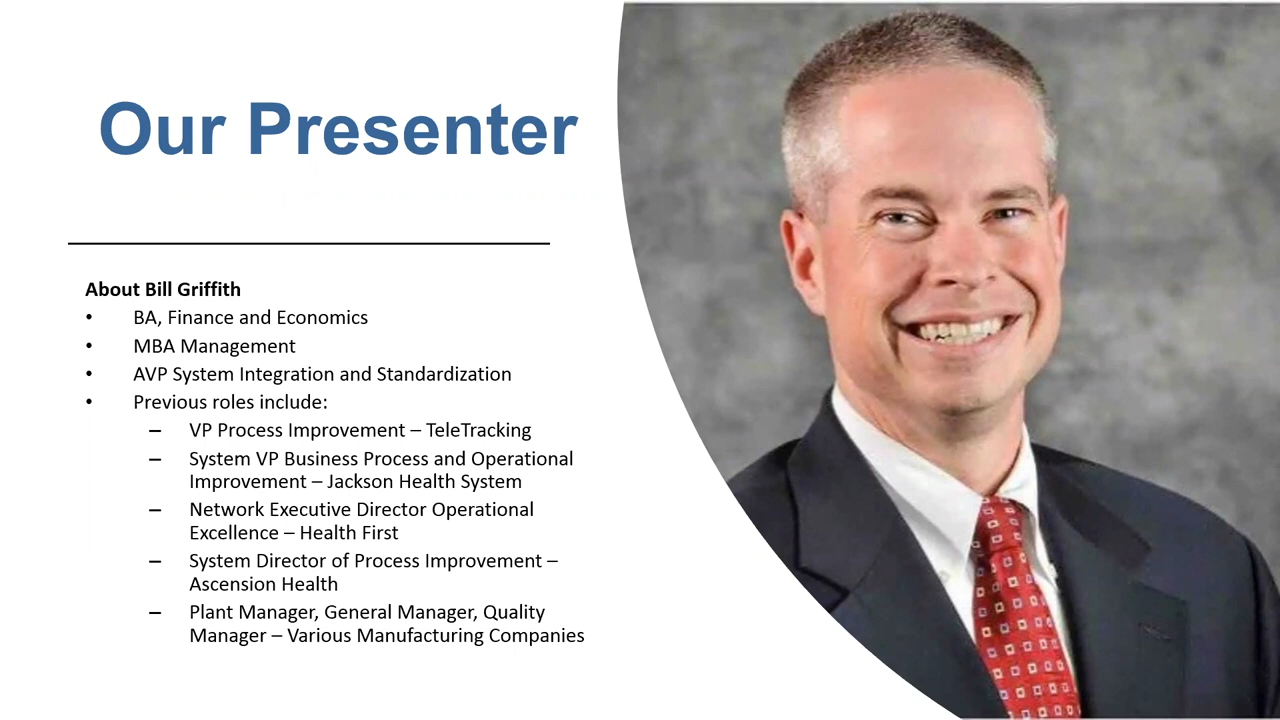 Our Presenter
About Bill Griffith
• BA, Finance and Economics
• MBA Management
• AVP System Integration and Standardization
• Previous roles include:
– VP Process Improvement – TeleTracking
– System VP Business Process and Operational
Improvement – Jackson Health System
– Network Executive Director Operational
Excellence – Health First
– System Director of Process Improvement –
Ascension Health
– Plant Manager, General Manager, Quality
Manager – Various Manufacturing Companies